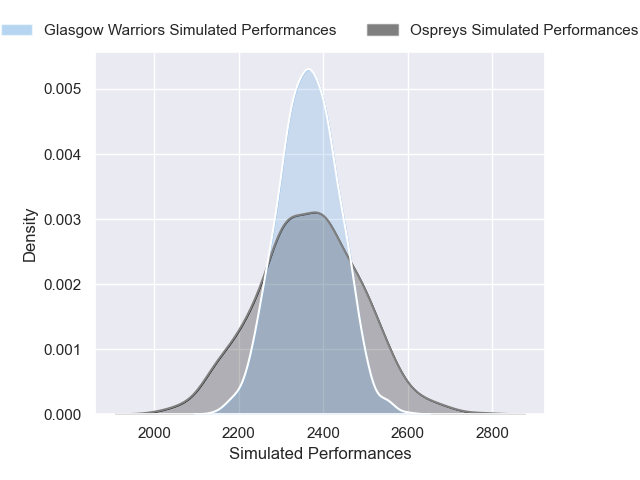 Glasgow Warriors Simulated Performances
Ospreys Simulated Performances
0.005
0.004
0.003
0.002
0.001
0.000
Density
2000
2200
2400
2600
2800
Simulated Performances